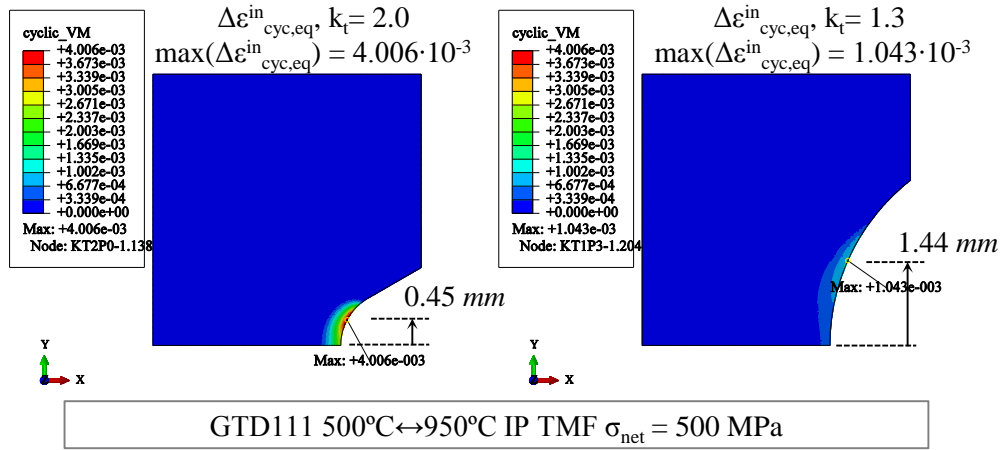 Δε^in_cyc,eq, k_t= 2.0
max(Δε^in_cyc,eq) = 4.006·10^-3
cyclic_VM
+4.006e-03
+3.673e-03
+3.339e-03
+3.005e-03
+2.671e-03
+2.337e-03
+2.003e-03
+1.669e-03
+1.335e-03
+1.002e-03
+6.677e-04
+3.339e-04
+0.000e+00
Max: +4.006e-03
Node: KT2P0-1.138
0.45 mm
Max: +4.006e-003
Y
X
Δε^in_cyc,eq, k_t= 1.3
max(Δε^in_cyc,eq) = 1.043·10^-3
cyclic_VM
+4.006e-03
+3.673e-03
+3.339e-03
+3.005e-03
+2.671e-03
+2.337e-03
+2.003e-03
+1.669e-03
+1.335e-03
+1.002e-03
+6.677e-04
+3.339e-04
+0.000e+00
Max: +1.043e-03
Node: KT1P3-1.204
1.44 mm
Max: +1.043e-003
Y
X
GTD111 500ºC↔950ºC IP TMF σ_net = 500 MPa